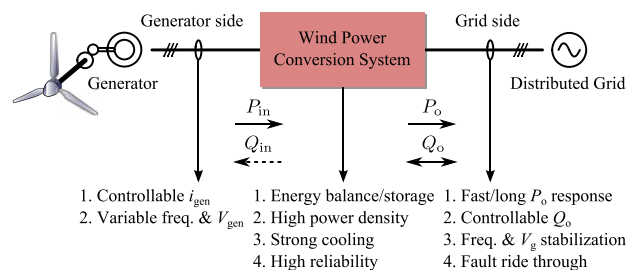 Generator side
Wind Power
Conversion System
Grid side
Generator
Distributed Grid
P_in
Q_in
P_o
Q_o
1. Controllable i_gen
2. Variable freq. & V_gen
1. Energy balance/storage
2. High power density
3. Strong cooling
4. High reliability
1. Fast/long P_o response
2. Controllable Q_o
3. Freq. & V_g stabilization
4. Fault ride through